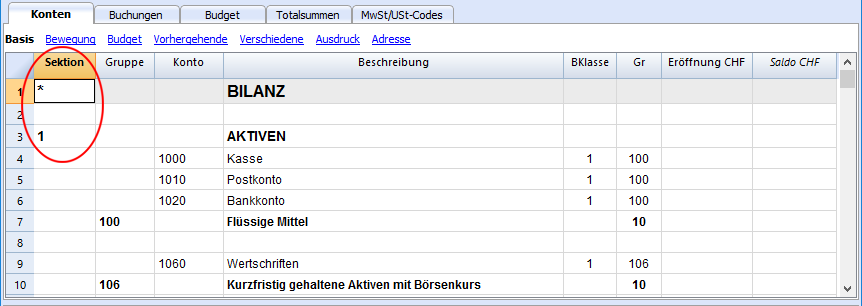 Konten Buchungen Budget Totalsummen MwSt/USt-Codes
Basis Bewegung Budget Vorhergehende Verschiedene Ausdruck Adresse
Sektion Gruppe Konto Beschreibung BKlasse Gr Eröffnung CHF Saldo CHF
1 * BILANZ
2
3 1 AKTIVEN
4 1000 Kasse 1 100
5 1010 Postkonto 1 100
6 1020 Bankkonto 1 100
7 100 Flüssige Mittel 10
8
9 1060 Wertschriften 1 106
10 106 Kurzfristig gehaltene Aktiven mit Börsenkurs 10